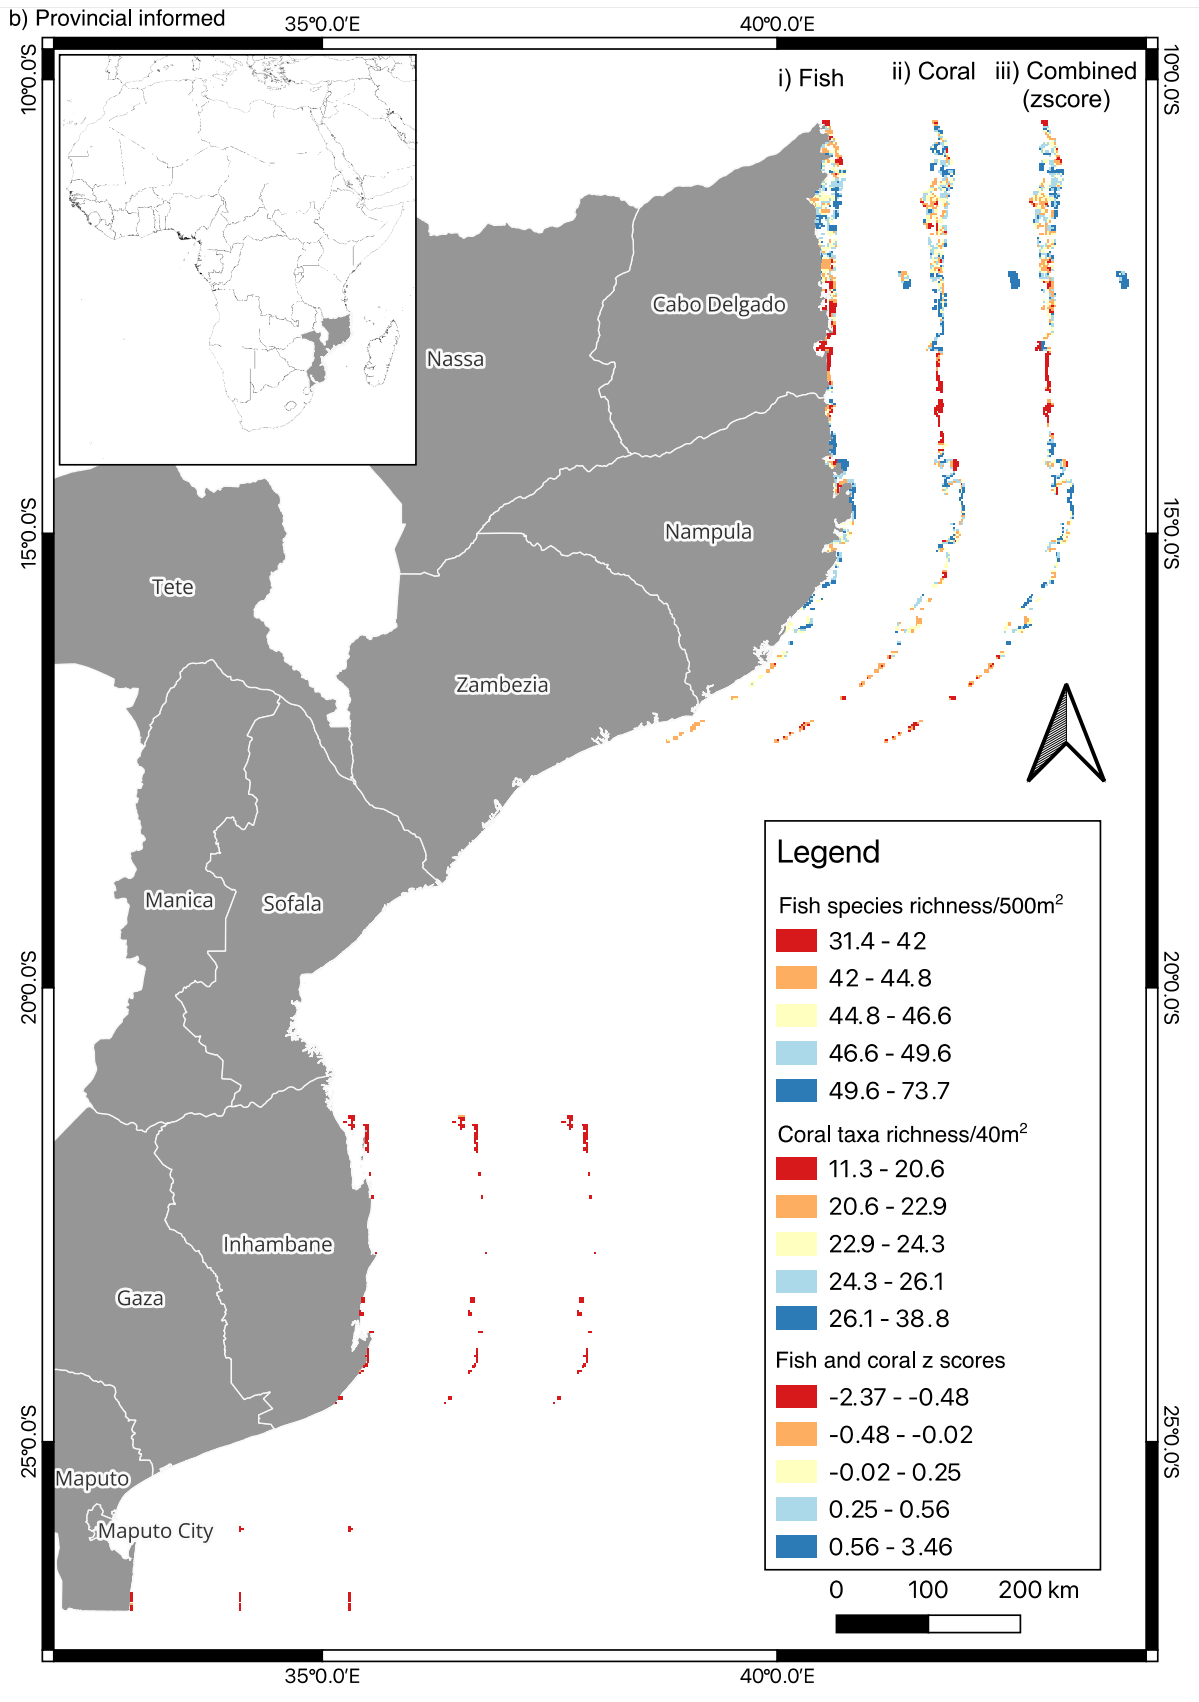 b) Provincial informed
35°0.0'E
40°0.0'E
10°0.0'S
10°0.0'S
i) Fish
ii) Coral
iii) Combined
(zscore)
Cabo Delgado
Nassa
15°0.0'S
15°0.0'S
Nampula
Tete
Zambezia
Manica
Sofala
20°0.0'S
20°0.0'S
Inhambane
Gaza
25°0.0'S
25°0.0'S
Maputo
Maputo City
Legend
Fish species richness/500m²
31.4 - 42
42 - 44.8
44.8 - 46.6
46.6 - 49.6
49.6 - 73.7
Coral taxa richness/40m²
11.3 - 20.6
20.6 - 22.9
22.9 - 24.3
24.3 - 26.1
26.1 - 38.8
Fish and coral z scores
-2.37 - -0.48
-0.48 - -0.02
-0.02 - 0.25
0.25 - 0.56
0.56 - 3.46
0 100 200 km
35°0.0'E
40°0.0'E